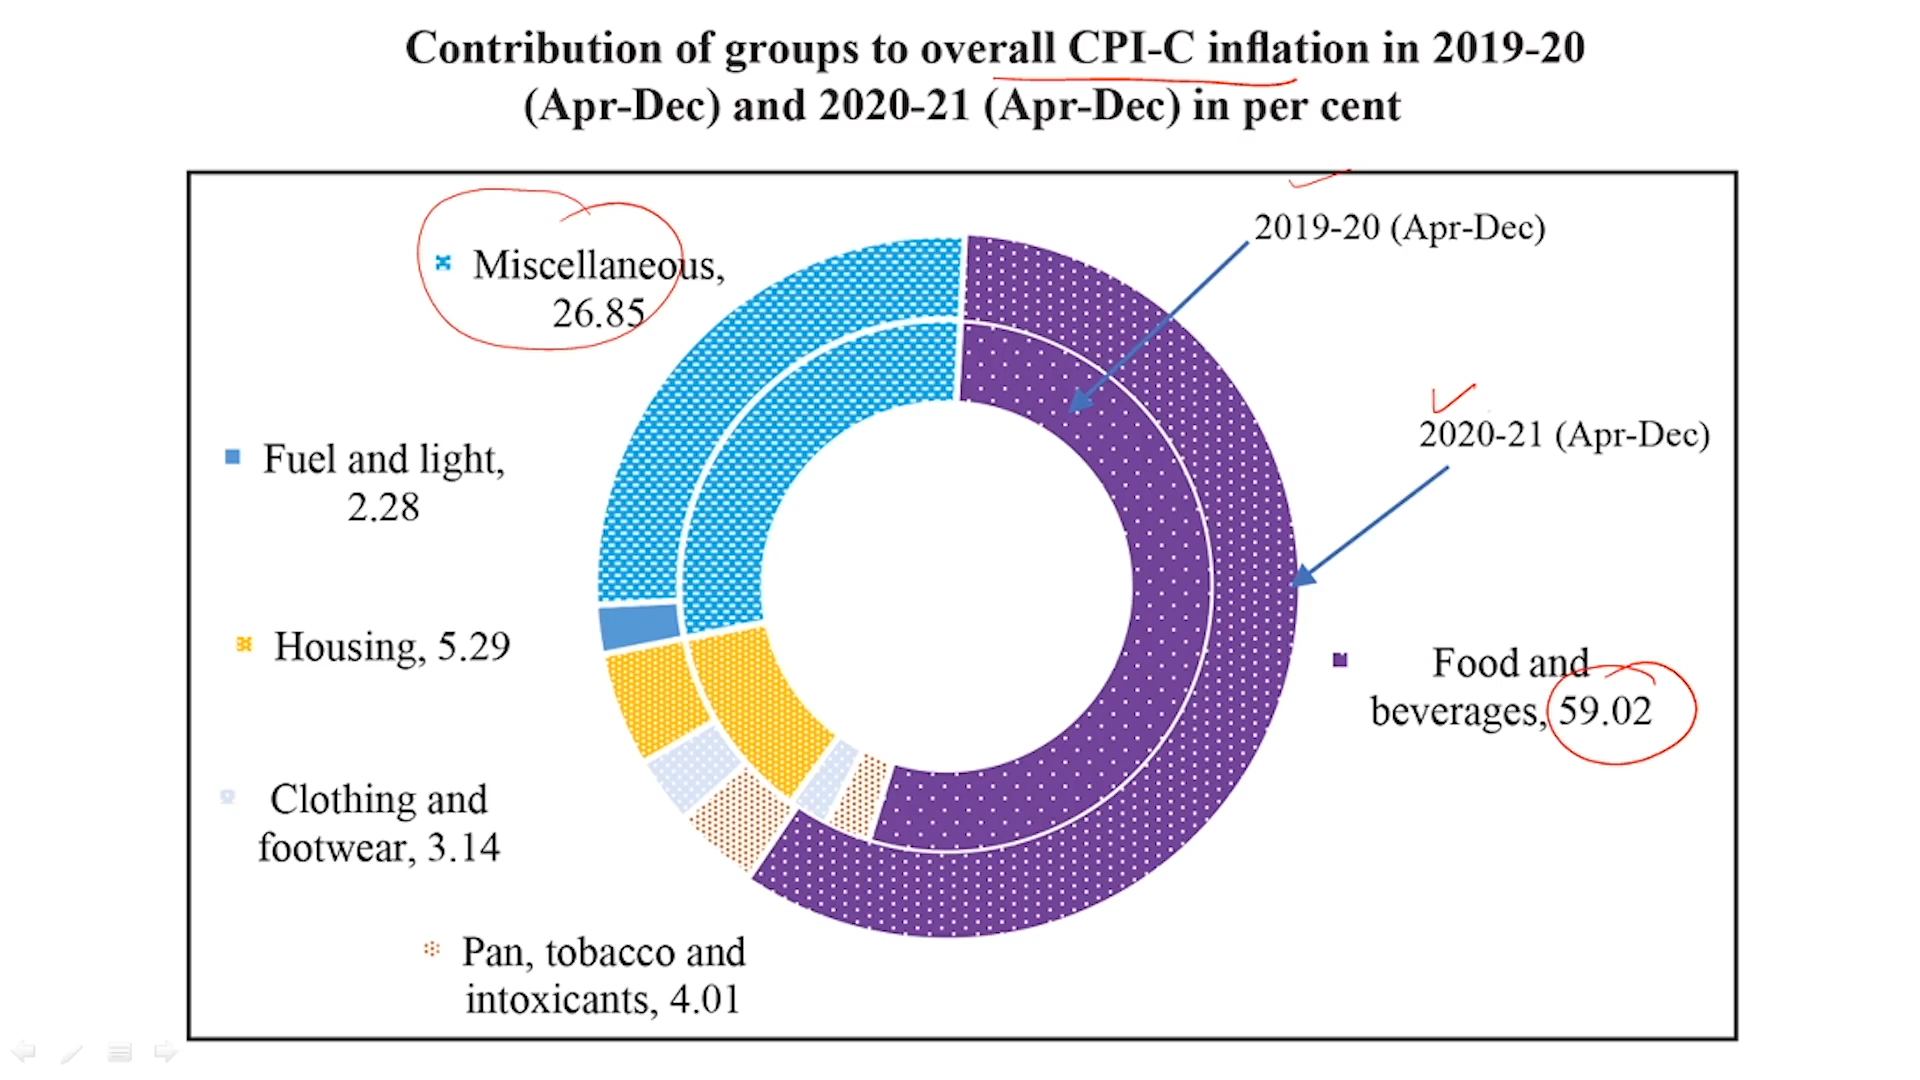 Contribution of groups to overall CPI-C inflation in 2019-20
(Apr-Dec) and 2020-21 (Apr-Dec) in per cent
2019-20 (Apr-Dec)
Miscellaneous,
26.85
2020-21 (Apr-Dec)
Fuel and light,
2.28
Housing, 5.29
Food and
beverages, 59.02
Clothing and
footwear, 3.14
Pan, tobacco and
intoxicants, 4.01